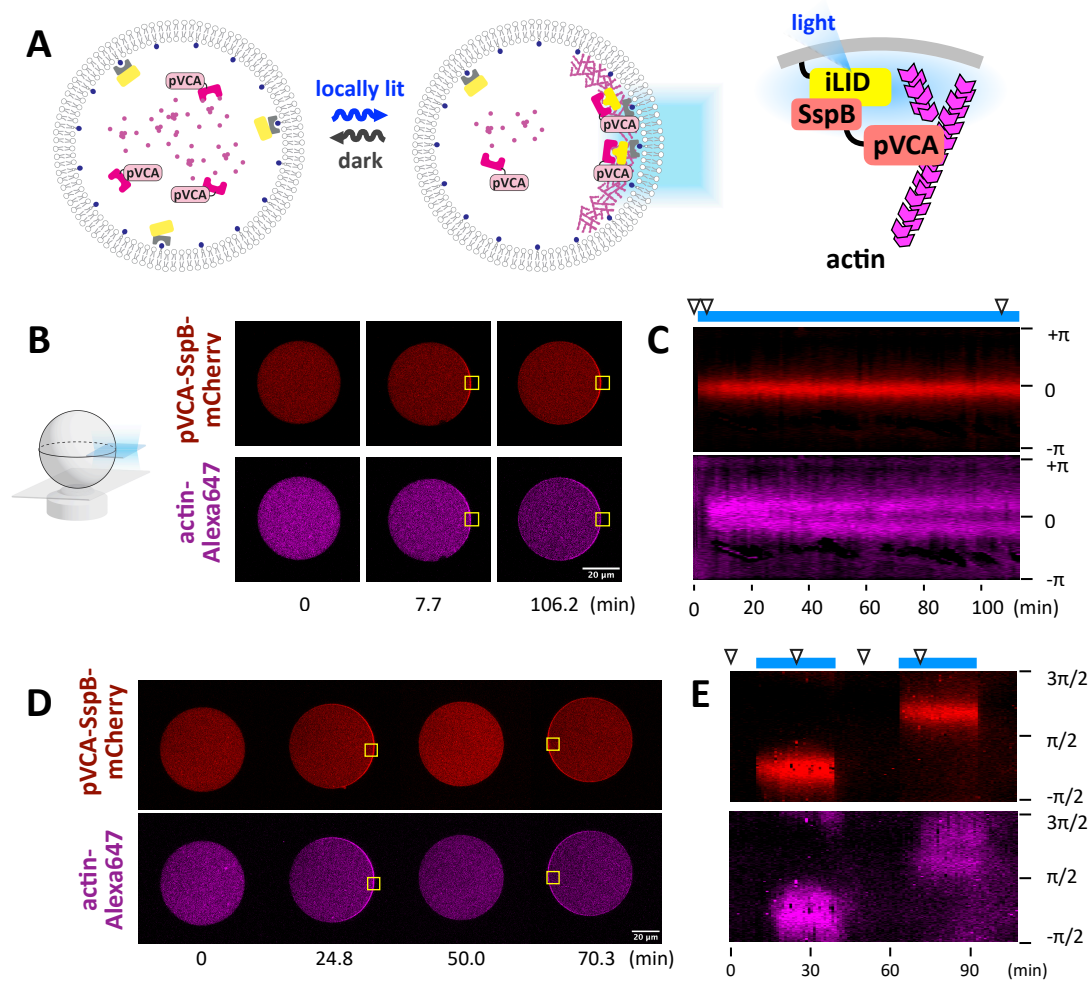 A
pVCA
pVCA
pVCA
locally lit
dark
pVCA
pVCA
pVCA
light
iLID
SspB
pVCA
actin
B
pVCA-SspB-
mCherry
actin-
Alexa647
20 µm
0 7.7 106.2 (min)
C
+π
0
-π
+π
0
-π
0 20 40 60 80 100 (min)
D
pVCA-SspB-
mCherry
actin-
Alexa647
20 µm
0 24.8 50.0 70.3 (min)
E
3π/2
π/2
-π/2
3π/2
π/2
-π/2
0 30 60 90 (min)